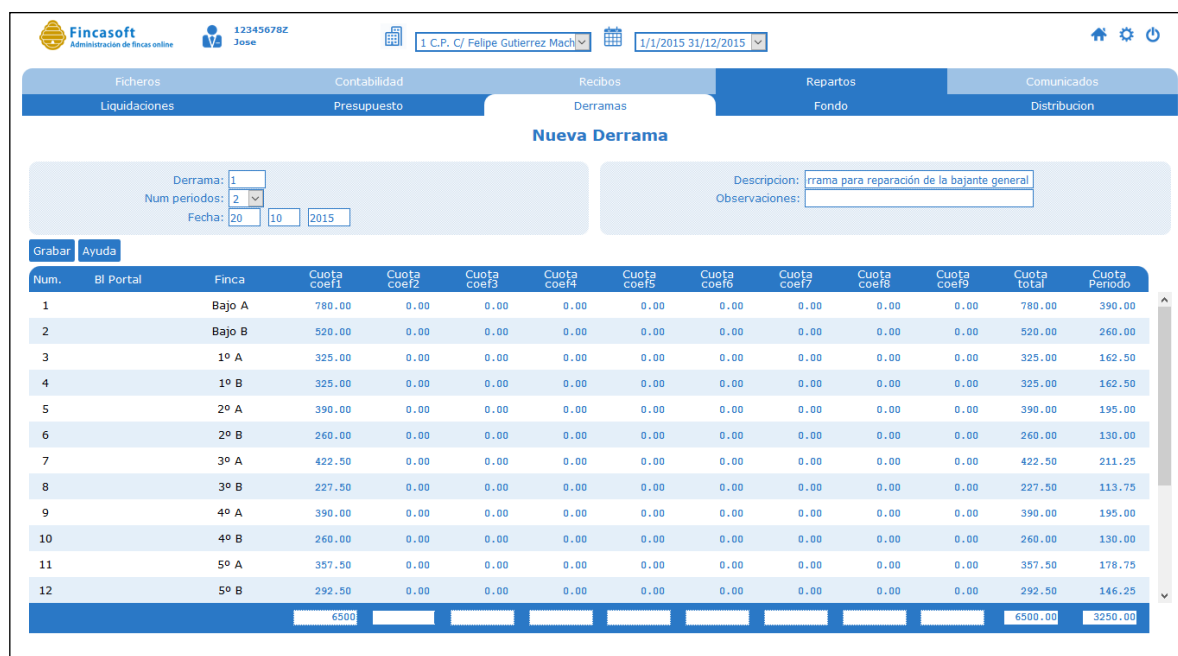 Fincasoft
Administración de fincas online
12345678Z
Jose
1 C.P. C/ Felipe Gutierrez Mach
1/1/2015 31/12/2015
Ficheros Contabilidad Recibos Repartos Comunicados
Liquidaciones Presupuesto Derramas Fondo Distribucion
Nueva Derrama
Derrama: 1
Num periodos: 2
Fecha: 20 10 2015
Descripcion: rrama para reparación de la bajante general
Observaciones:
Grabar Ayuda
Num. Bl Portal Finca Cuota coef1 Cuota coef2 Cuota coef3 Cuota coef4 Cuota coef5 Cuota coef6 Cuota coef7 Cuota coef8 Cuota coef9 Cuota total Cuota Periodo
1 Bajo A 780.00 0.00 0.00 0.00 0.00 0.00 0.00 0.00 0.00 780.00 390.00
2 Bajo B 520.00 0.00 0.00 0.00 0.00 0.00 0.00 0.00 0.00 520.00 260.00
3 1º A 325.00 0.00 0.00 0.00 0.00 0.00 0.00 0.00 0.00 325.00 162.50
4 1º B 325.00 0.00 0.00 0.00 0.00 0.00 0.00 0.00 0.00 325.00 162.50
5 2º A 390.00 0.00 0.00 0.00 0.00 0.00 0.00 0.00 0.00 390.00 195.00
6 2º B 260.00 0.00 0.00 0.00 0.00 0.00 0.00 0.00 0.00 260.00 130.00
7 3º A 422.50 0.00 0.00 0.00 0.00 0.00 0.00 0.00 0.00 422.50 211.25
8 3º B 227.50 0.00 0.00 0.00 0.00 0.00 0.00 0.00 0.00 227.50 113.75
9 4º A 390.00 0.00 0.00 0.00 0.00 0.00 0.00 0.00 0.00 390.00 195.00
10 4º B 260.00 0.00 0.00 0.00 0.00 0.00 0.00 0.00 0.00 260.00 130.00
11 5º A 357.50 0.00 0.00 0.00 0.00 0.00 0.00 0.00 0.00 357.50 178.75
12 5º B 292.50 0.00 0.00 0.00 0.00 0.00 0.00 0.00 0.00 292.50 146.25
6500 6500.00 3250.00